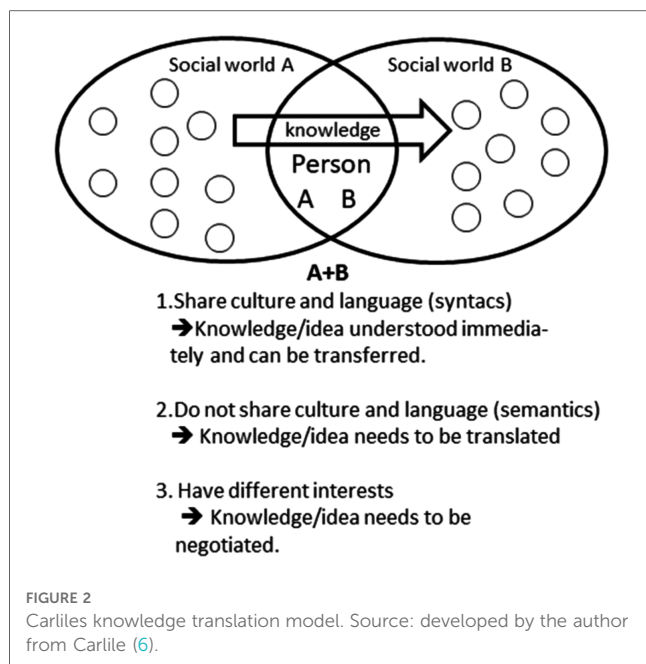 Social world A
Social world B
knowledge
Person
A B
A+B
1.Share culture and language (syntacs)
➔Knowledge/idea understood immedia-
tely and can be transferred.
2.Do not share culture and language (semantics)
➔ Knowledge/idea needs to be translated
3. Have different interests
➔ Knowledge/idea needs to be
negotiated.
FIGURE 2
Carliles knowledge translation model. Source: developed by the author
from Carlile (6).